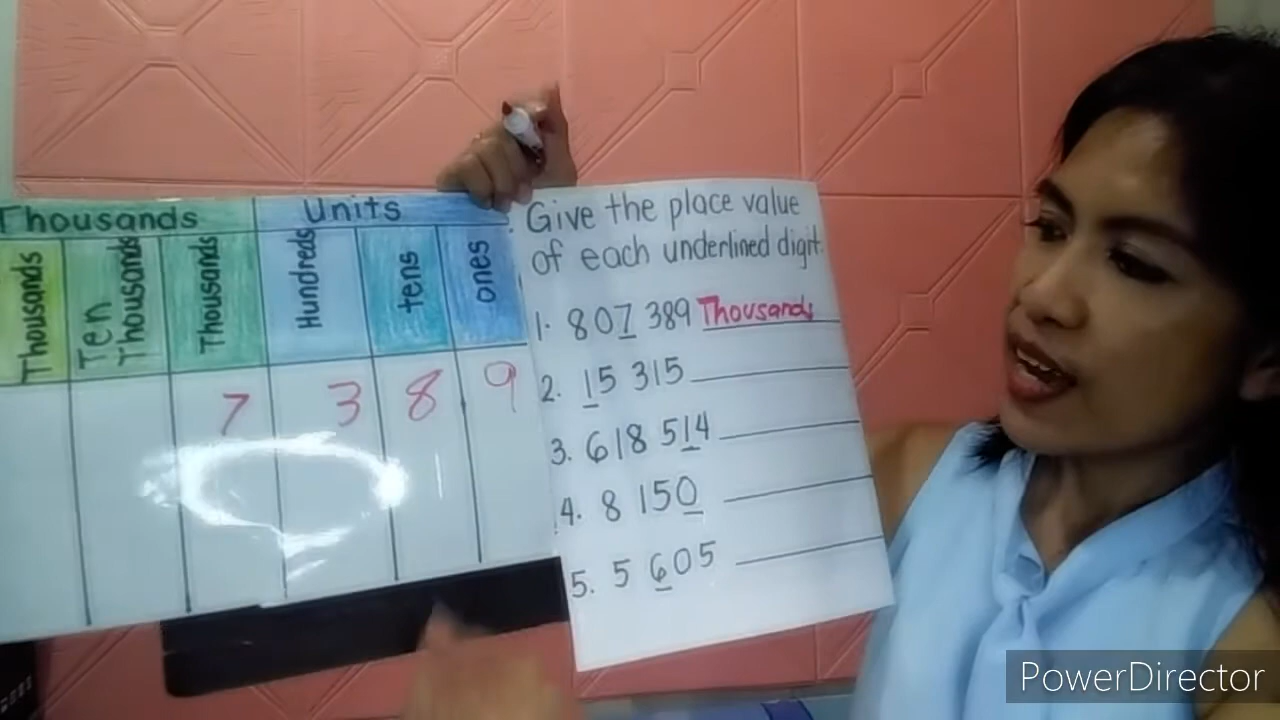 Thousands Units
Thousands Ten Thousands Thousands Hundreds tens ones
7 3 8 9
Give the place value
of each underlined digit.
1. 807 389 Thousands
2. 15 315
3. 618 514
4. 8 150
5. 5 605
PowerDirector